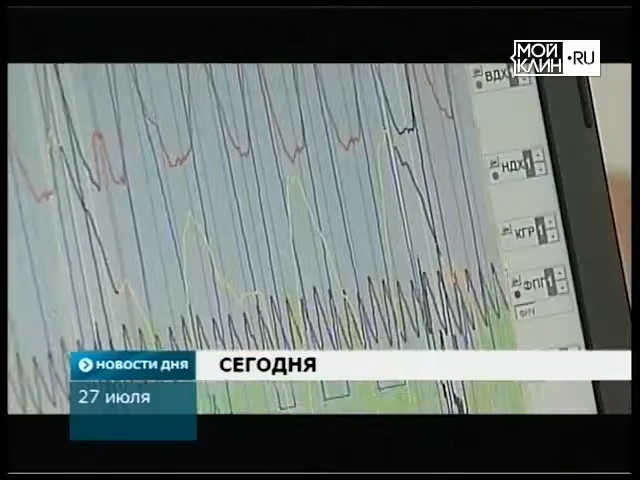 МОЙ
КЛИН
.RU
ВДХ
НДХ
КГР
ФПГ
НОВОСТИ ДНЯ
СЕГОДНЯ
27 июля